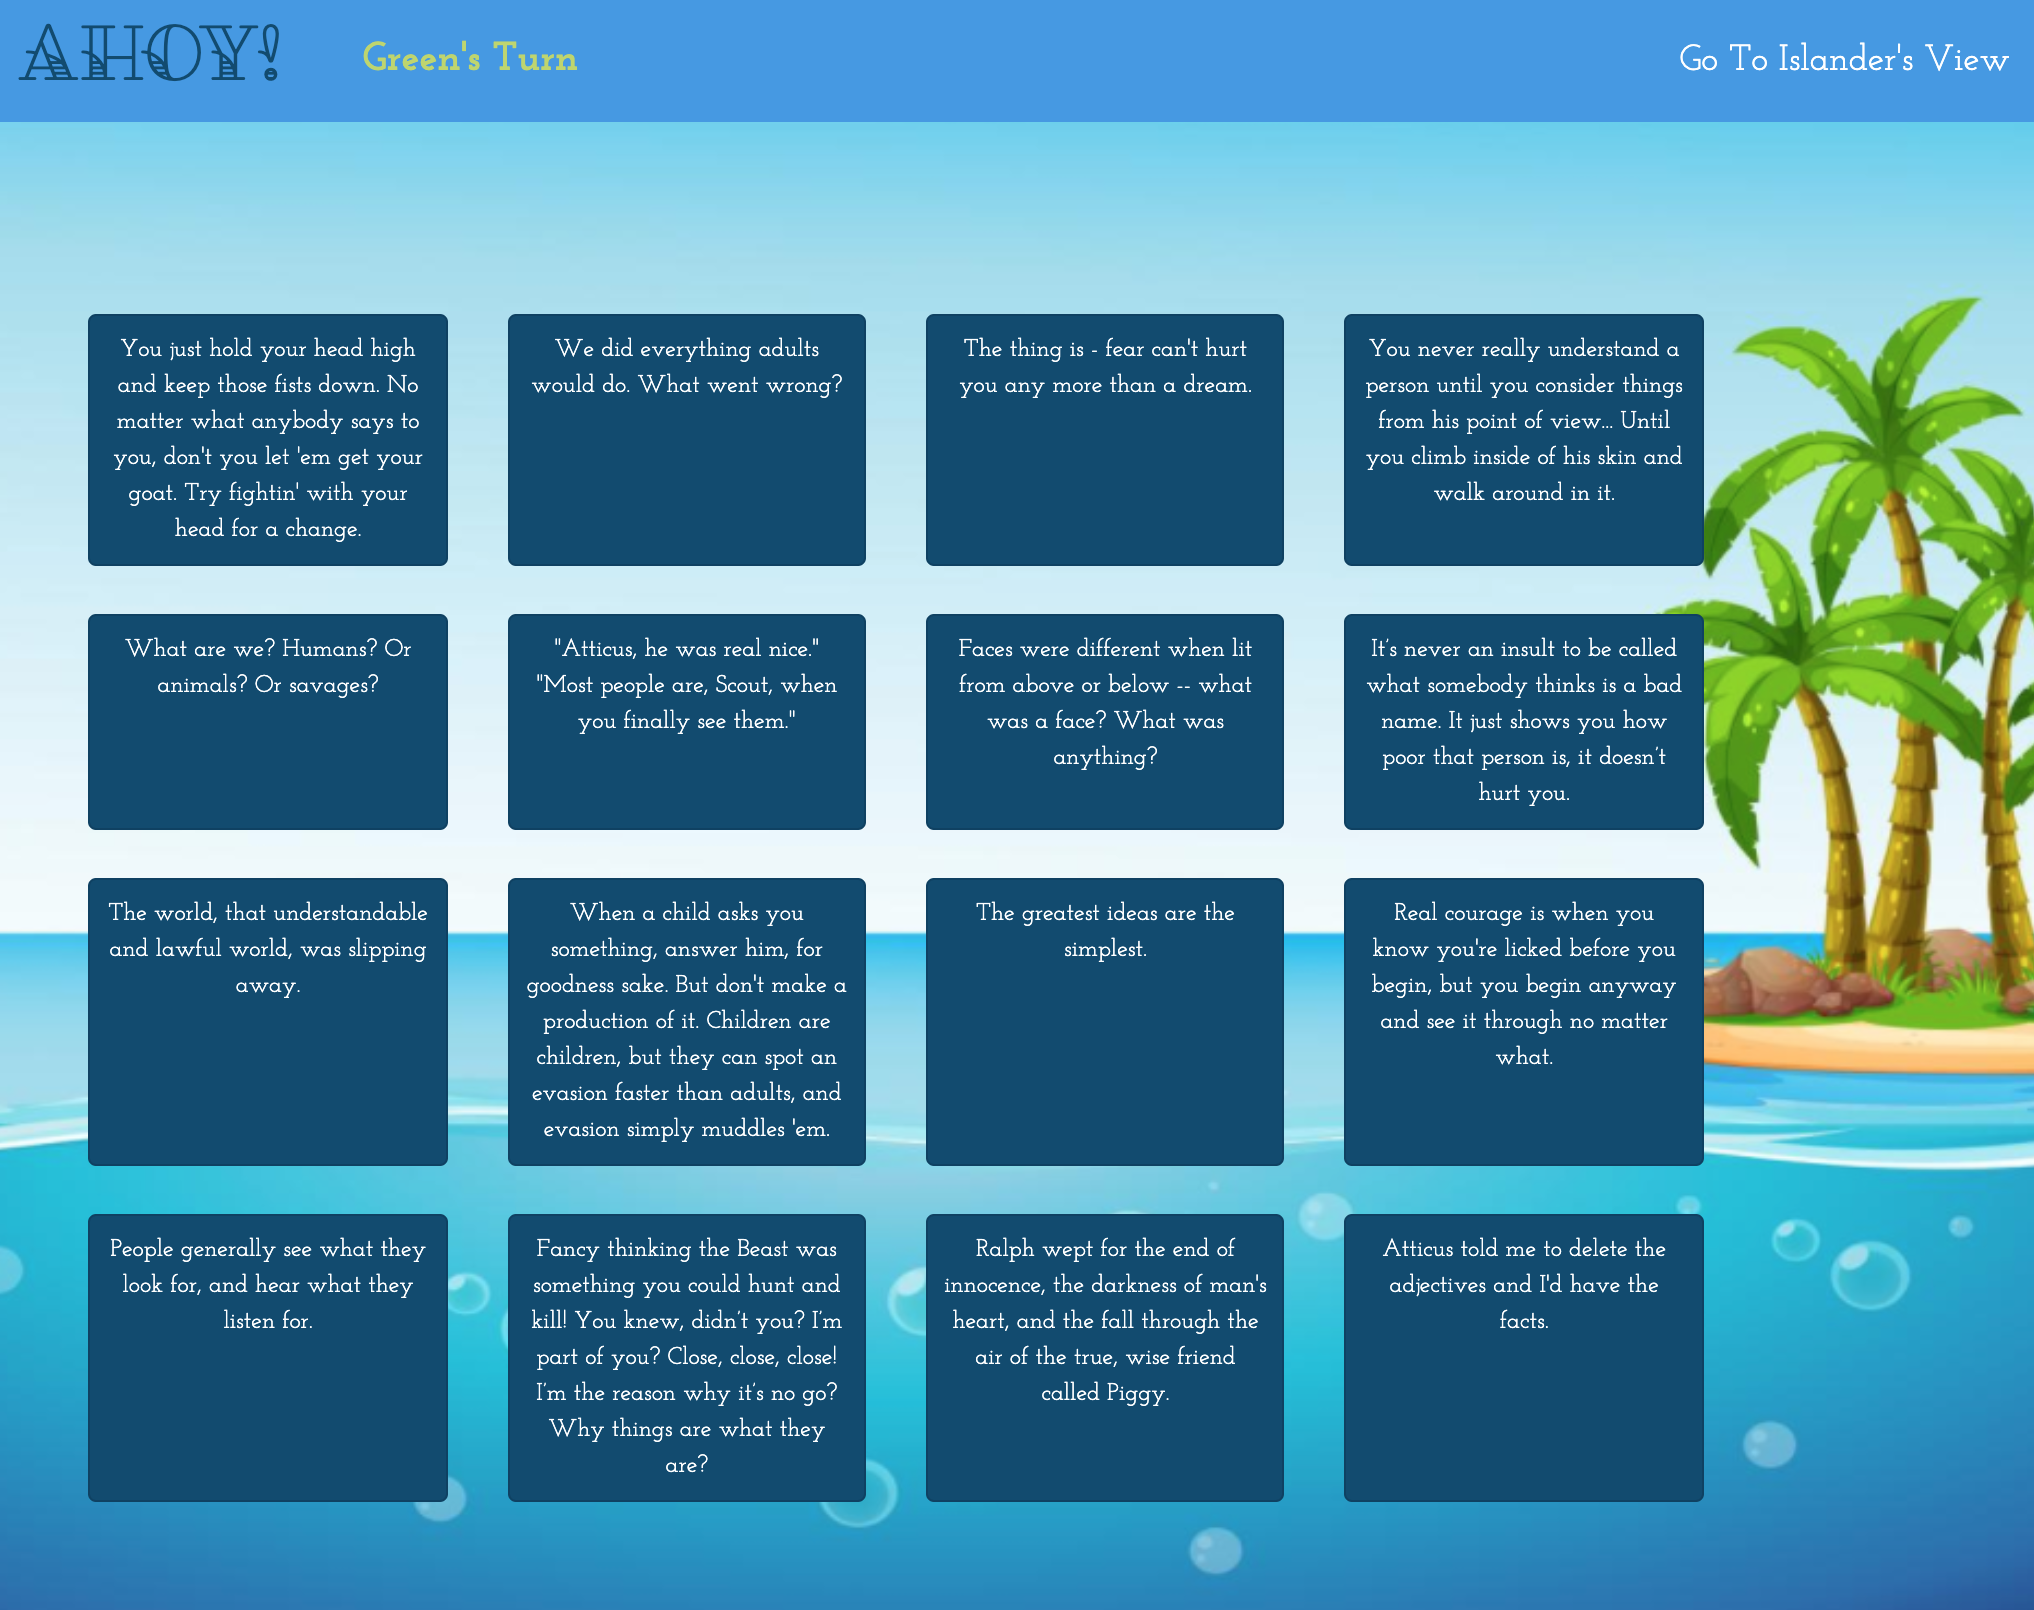 AHOY!
Green's Turn
Go To Islander's View
You just hold your head high
and keep those fists down. No
matter what anybody says to
you, don't you let 'em get your
goat. Try fightin' with your
head for a change.
We did everything adults
would do. What went wrong?
The thing is - fear can't hurt
you any more than a dream.
You never really understand a
person until you consider things
from his point of view... Until
you climb inside of his skin and
walk around in it.
What are we? Humans? Or
animals? Or savages?
"Atticus, he was real nice."
"Most people are, Scout, when
you finally see them."
Faces were different when lit
from above or below -- what
was a face? What was
anything?
It’s never an insult to be called
what somebody thinks is a bad
name. It just shows you how
poor that person is, it doesn’t
hurt you.
The world, that understandable
and lawful world, was slipping
away.
When a child asks you
something, answer him, for
goodness sake. But don't make a
production of it. Children are
children, but they can spot an
evasion faster than adults, and
evasion simply muddles 'em.
The greatest ideas are the
simplest.
Real courage is when you
know you're licked before you
begin, but you begin anyway
and see it through no matter
what.
People generally see what they
look for, and hear what they
listen for.
Fancy thinking the Beast was
something you could hunt and
kill! You knew, didn’t you? I’m
part of you? Close, close, close!
I’m the reason why it’s no go?
Why things are what they
are?
Ralph wept for the end of
innocence, the darkness of man's
heart, and the fall through the
air of the true, wise friend
called Piggy.
Atticus told me to delete the
adjectives and I'd have the
facts.